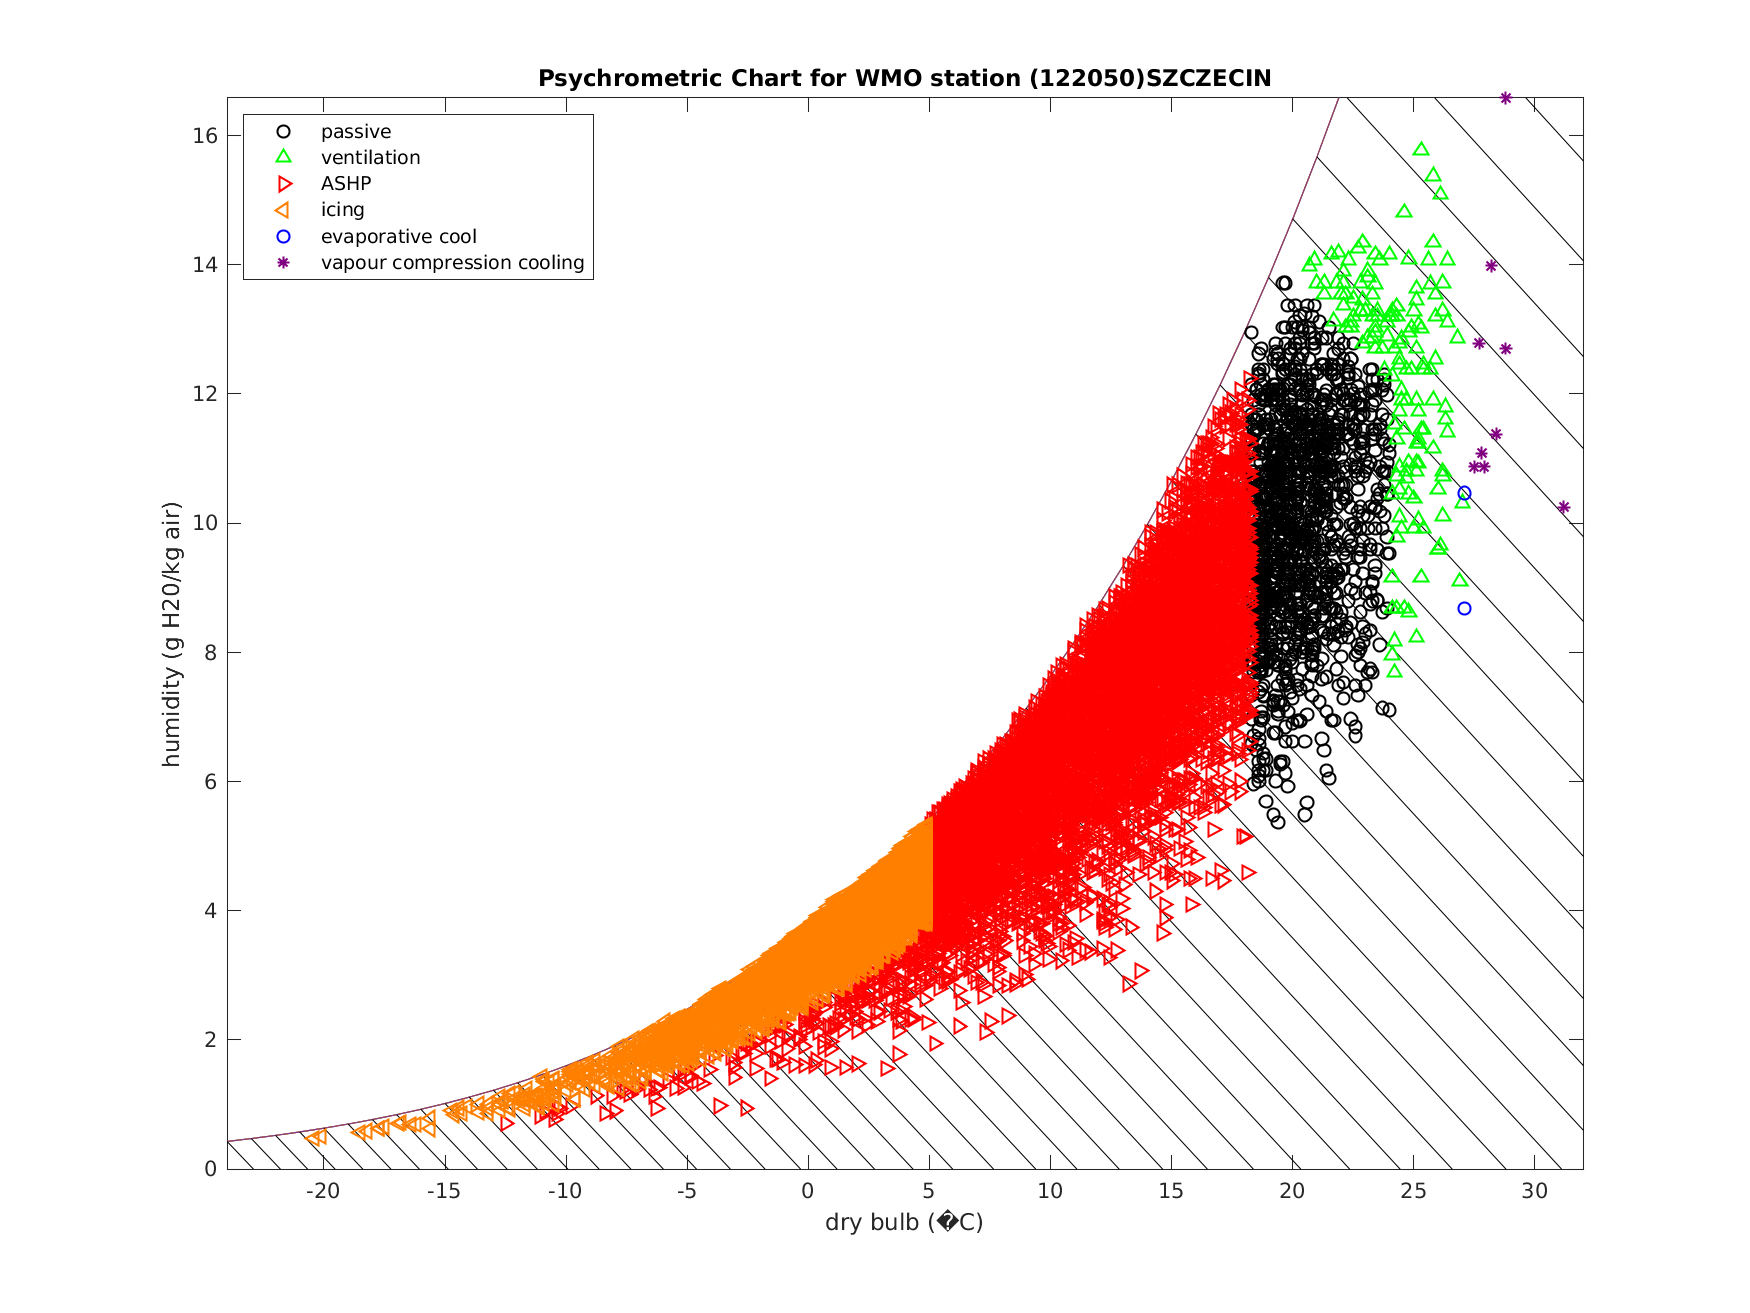 Psychrometric Chart for WMO station (122050)SZCZECIN
passive
ventilation
ASHP
icing
evaporative cool
vapour compression cooling
humidity (g H20/kg air)
16
14
12
10
8
6
4
2
0
-20 -15 -10 -5 0 5 10 15 20 25 30
dry bulb (�C)